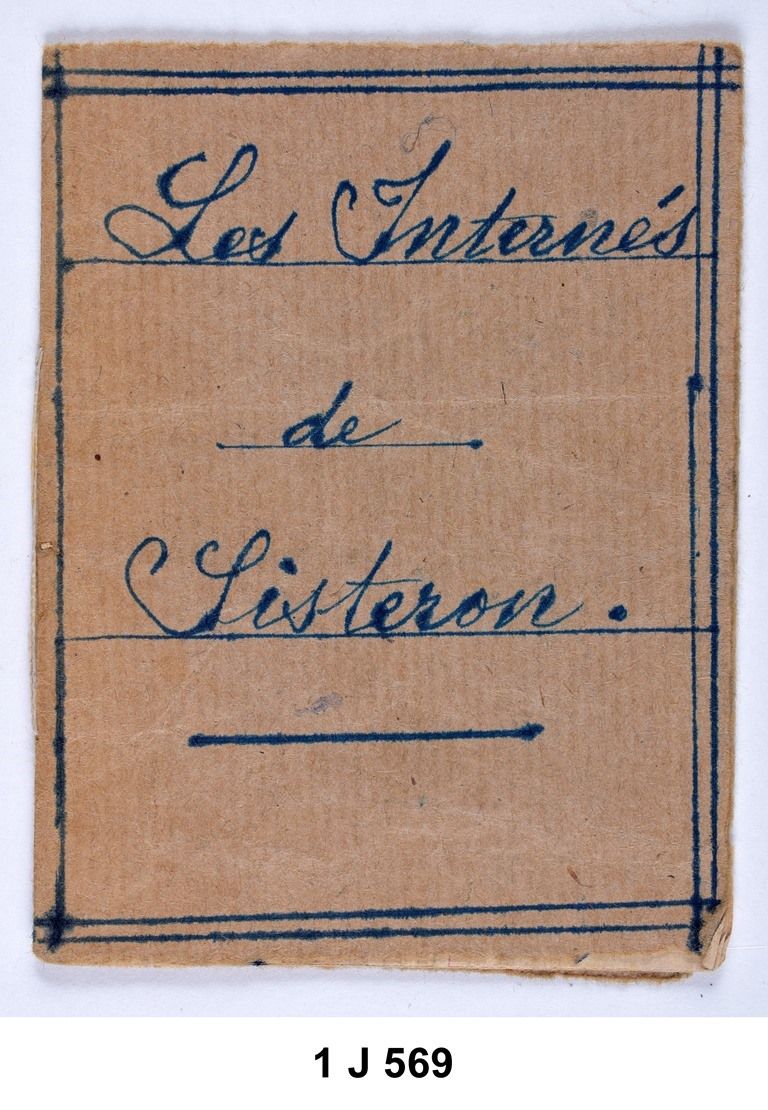 Les Internés
de
Sisteron.
1 J 569